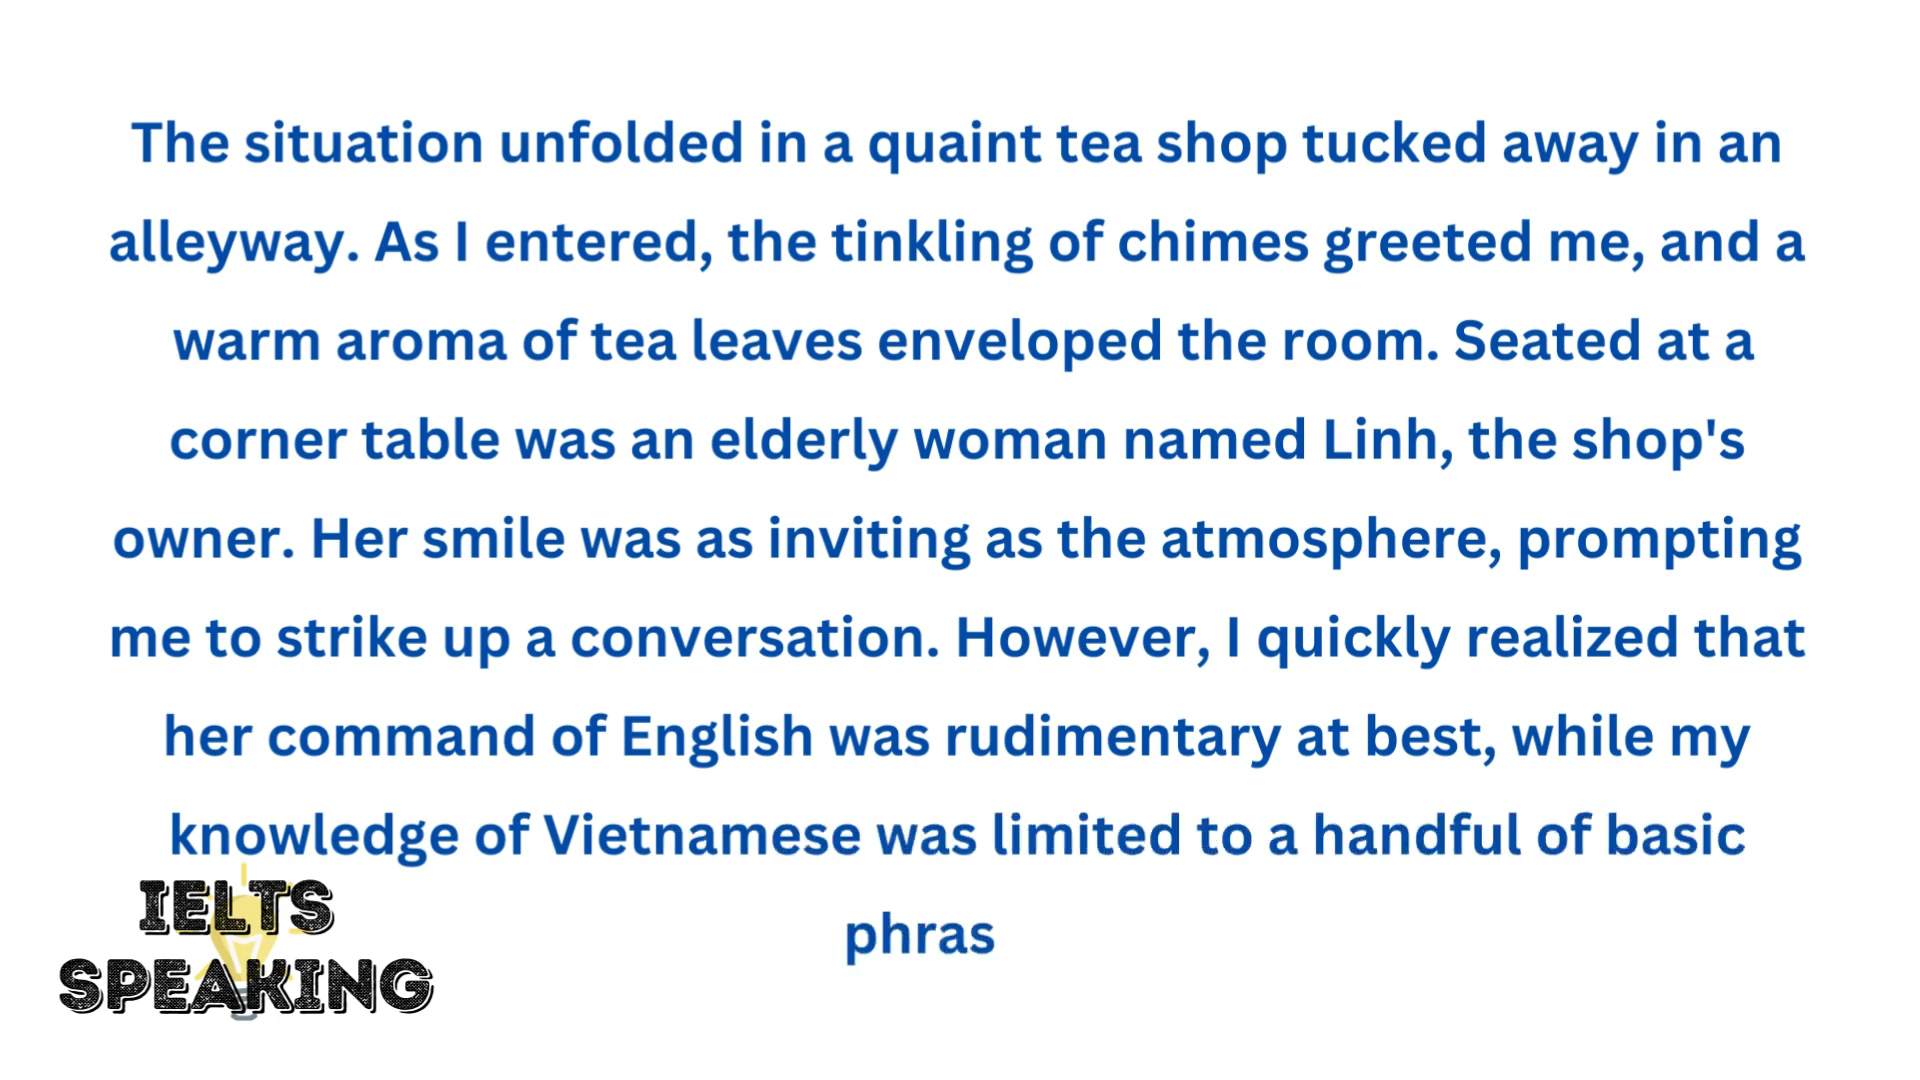 The situation unfolded in a quaint tea shop tucked away in an
alleyway. As I entered, the tinkling of chimes greeted me, and a
warm aroma of tea leaves enveloped the room. Seated at a
corner table was an elderly woman named Linh, the shop's
owner. Her smile was as inviting as the atmosphere, prompting
me to strike up a conversation. However, I quickly realized that
her command of English was rudimentary at best, while my
knowledge of Vietnamese was limited to a handful of basic
phras
IELTS
SPEAKING